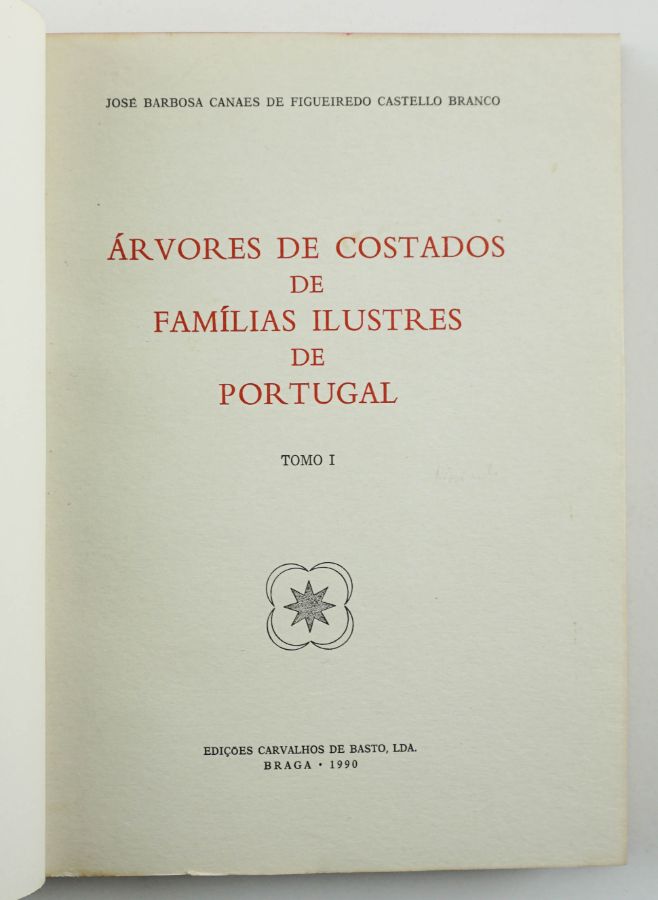 JOSÉ BARBOSA CANAES DE FIGUEIREDO CASTELLO BRANCO
ÁRVORES DE COSTADOS
DE
FAMÍLIAS ILUSTRES
DE
PORTUGAL
TOMO I
EDIÇÕES CARVALHOS DE BASTO, LDA.
BRAGA • 1990